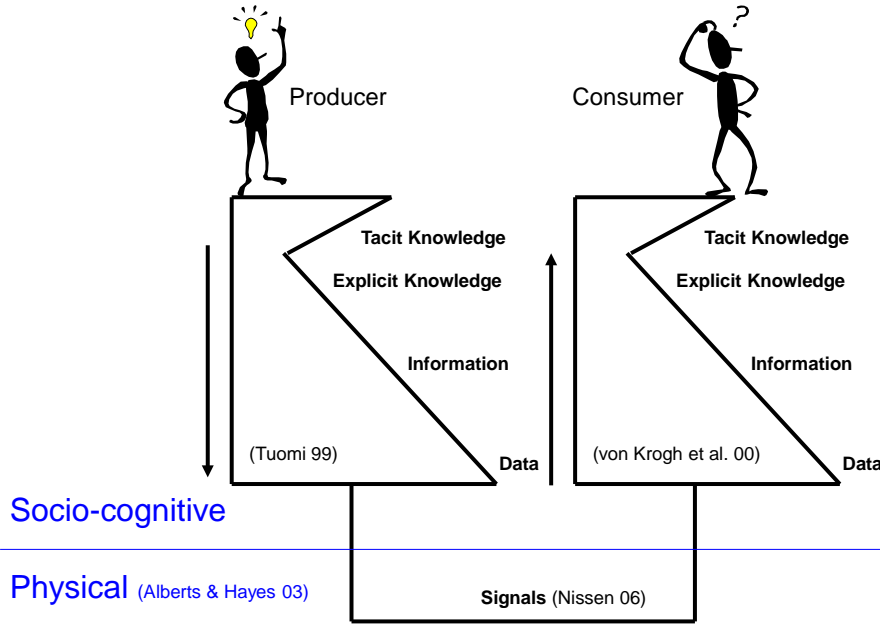 ?
Producer
Consumer
Tacit Knowledge
Tacit Knowledge
Explicit Knowledge
Explicit Knowledge
Information
Information
(Tuomi 99)
Data
(von Krogh et al. 00)
Data
Socio-cognitive
Physical (Alberts & Hayes 03)
Signals (Nissen 06)